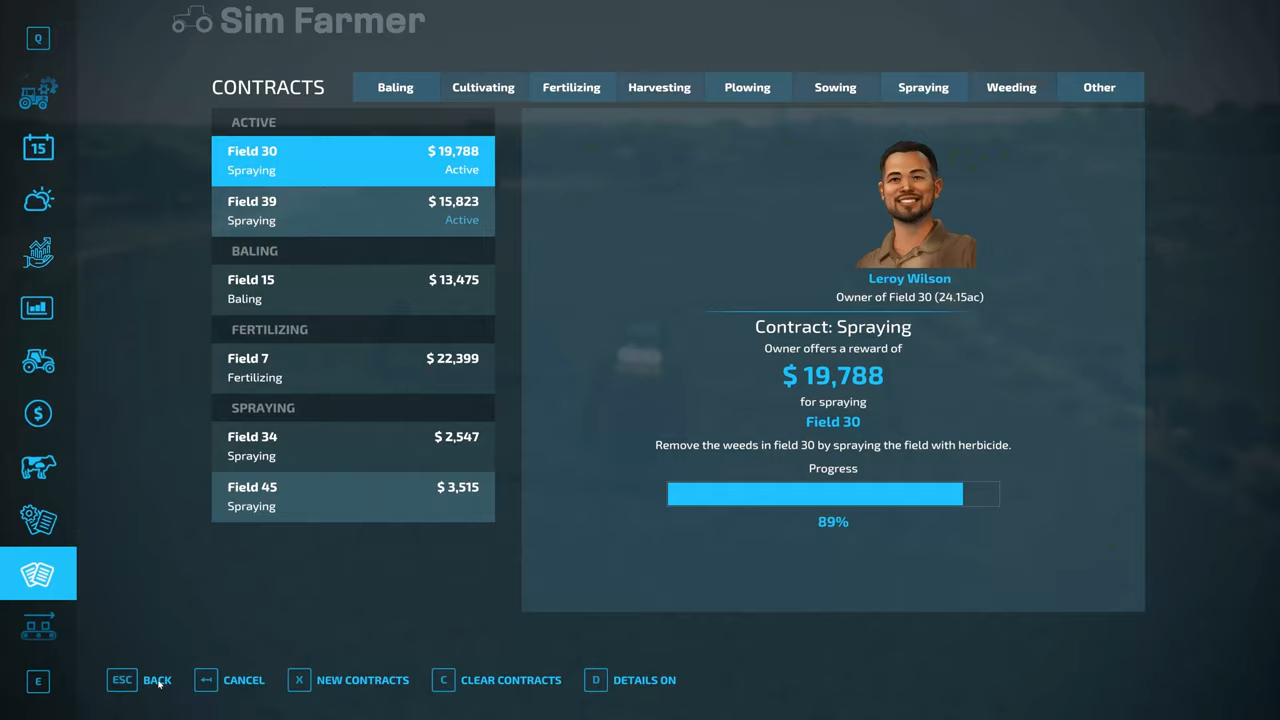 Q
Sim Farmer
CONTRACTS
Baling
Cultivating
Fertilizing
Harvesting
Plowing
Sowing
Spraying
Weeding
Other
15
ACTIVE
Field 30 $ 19,788
Spraying Active
Field 39 $ 15,823
Spraying Active
BALING
Field 15 $ 13,475
Baling
FERTILIZING
Field 7 $ 22,399
Fertilizing
SPRAYING
Field 34 $ 2,547
Spraying
Field 45 $ 3,515
Spraying
Leroy Wilson
Owner of Field 30 (24.15ac)
Contract: Spraying
Owner offers a reward of
$ 19,788
for spraying
Field 30
Remove the weeds in field 30 by spraying the field with herbicide.
Progress
89%
E
ESC BACK
CANCEL
X NEW CONTRACTS
C CLEAR CONTRACTS
D DETAILS ON